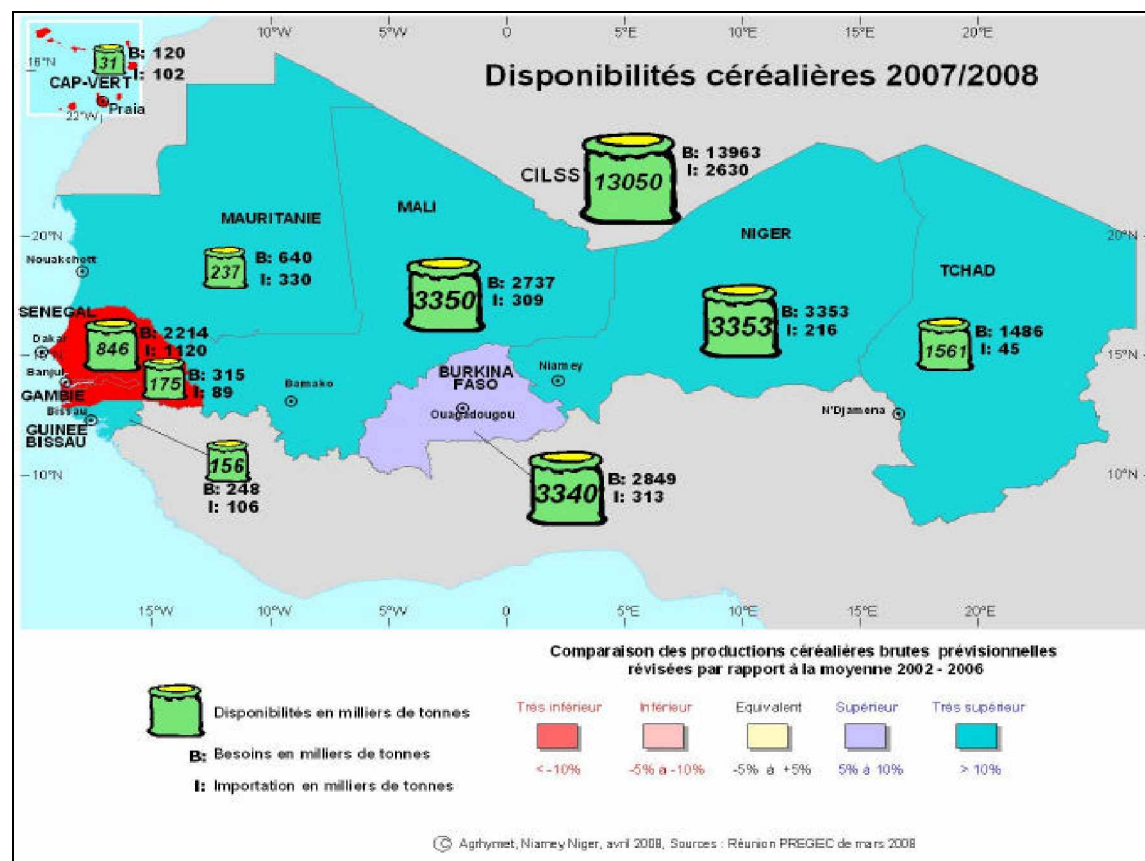 10°W
5°W
0
5°E
10°E
15°E
20°E
Disponibilités céréalières 2007/2008
16°N
31
B: 120
I: 102
CAP-VERT
Praia
22°W
CILSS
13050
B: 13963
I: 2630
MAURITANIE
MALI
NIGER
TCHAD
20°N
20°N
Nouakchott
237
B: 640
I: 330
3350
B: 2737
I: 309
3353
B: 3353
I: 216
1561
B: 1486
I: 45
SENEGAL
Dakar
846
B: 2214
I: 1120
15°N
15°N
Banjul
175
B: 315
I: 89
GAMBIE
Bissau
GUINEE
BISSAU
Bamako
BURKINA
FASO
Ouagadougou
Niamey
N'Djamena
10°N
10°N
156
B: 248
I: 106
3340
B: 2849
I: 313
15°W
10°W
5°W
0
5°E
10°E
15°E
20°E
Comparaison des productions céréalières brutes prévisionnelles
révisées par rapport à la moyenne 2002 - 2006
Disponibilités en milliers de tonnes
B: Besoins en milliers de tonnes
I: Importation en milliers de tonnes
Trés inférieur
Inférieur
Equivalent
Supérieur
Trés supérieur
< -10%
-5% à -10%
-5% à +5%
5% à 10%
> 10%
© Agrhymet, Niamey Niger, avril 2008, Sources : Réunion PREGEC de mars 2008